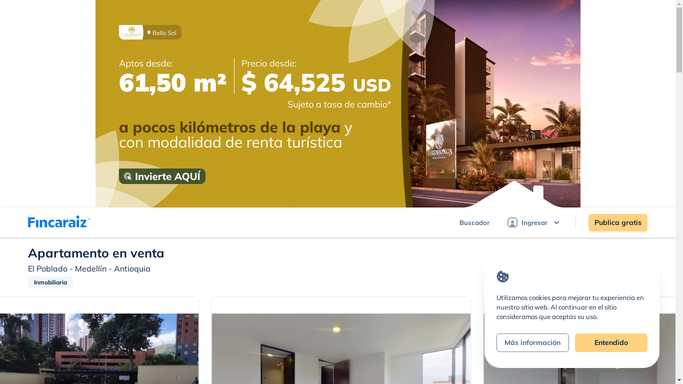 Bello Sol
Aptos desde:
61,50 m²
Precio desde:
$ 64,525 USD
Sujeto a tasa de cambio*
a pocos kilómetros de la playa y
con modalidad de renta turística
Invierte AQUÍ
Fincaraiz
Buscador
Ingresar
Publica gratis
Apartamento en venta
El Poblado - Medellín - Antioquia
Inmobiliaria
Utilizamos cookies para mejorar tu experiencia en
nuestro sitio web. Al continuar en el sitio
consideramos que aceptas su uso.
Más información
Entendido